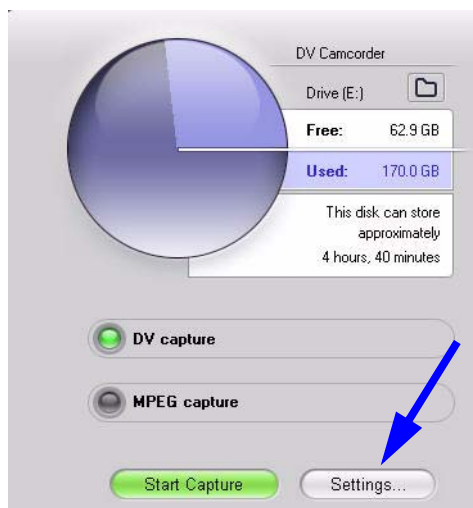 DV Camcorder
Drive (E:)
Free: 62.9 GB
Used: 170.0 GB
This disk can store
approximately
4 hours, 40 minutes
DV capture
MPEG capture
Start Capture
Settings...